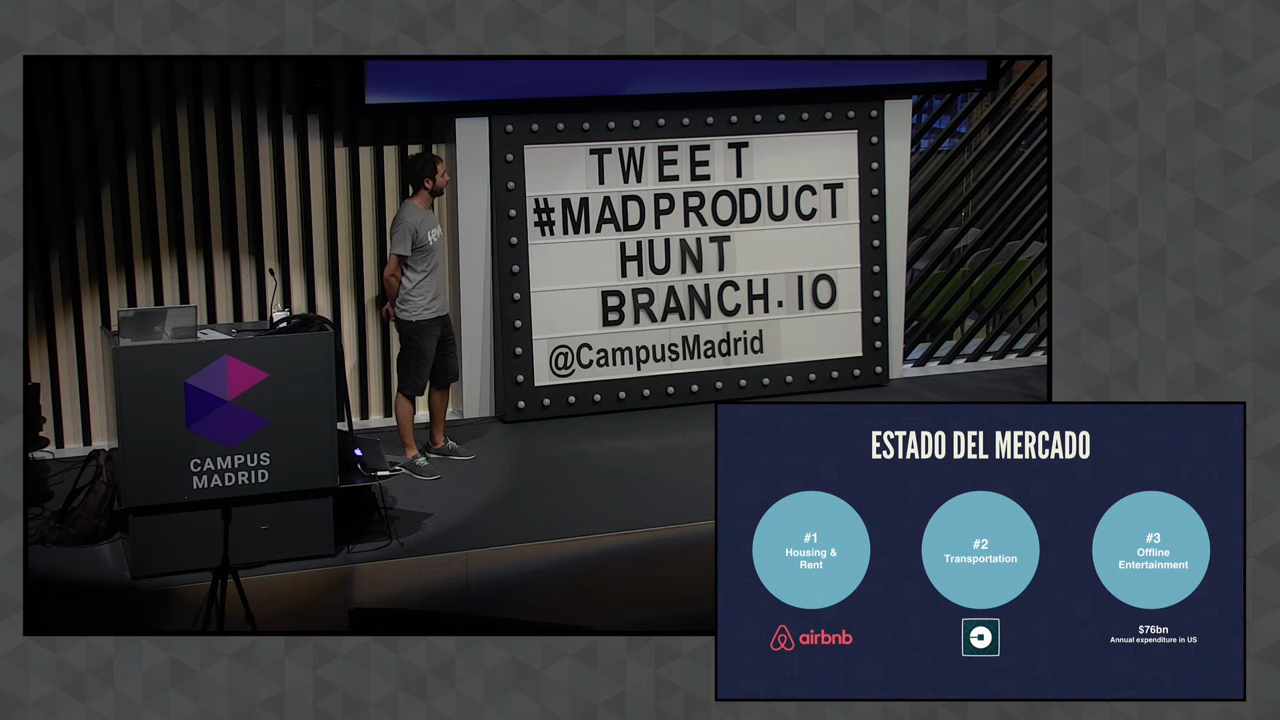 TWEET
#MADPRODUCT
HUNT
BRANCH.IO
@CampusMadrid
CAMPUS
MADRID
ESTADO DEL MERCADO
#1
Housing &
Rent
#2
Transportation
#3
Offline
Entertainment
airbnb
$76bn
Annual expenditure in US